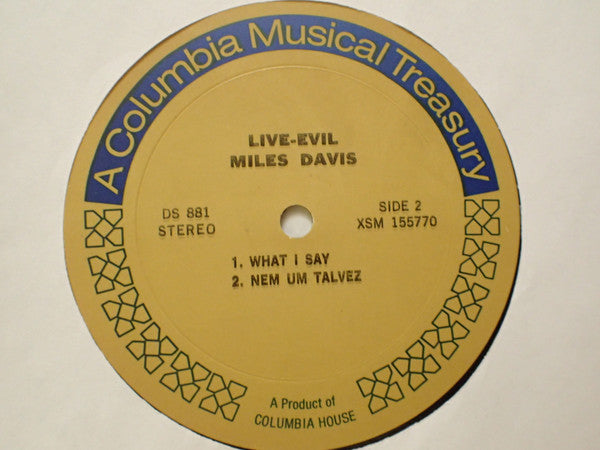 A Columbia Musical Treasury
LIVE-EVIL
MILES DAVIS
DS 881
STEREO
SIDE 2
XSM 155770
1. WHAT I SAY
2. NEM UM TALVEZ
A Product of
COLUMBIA HOUSE